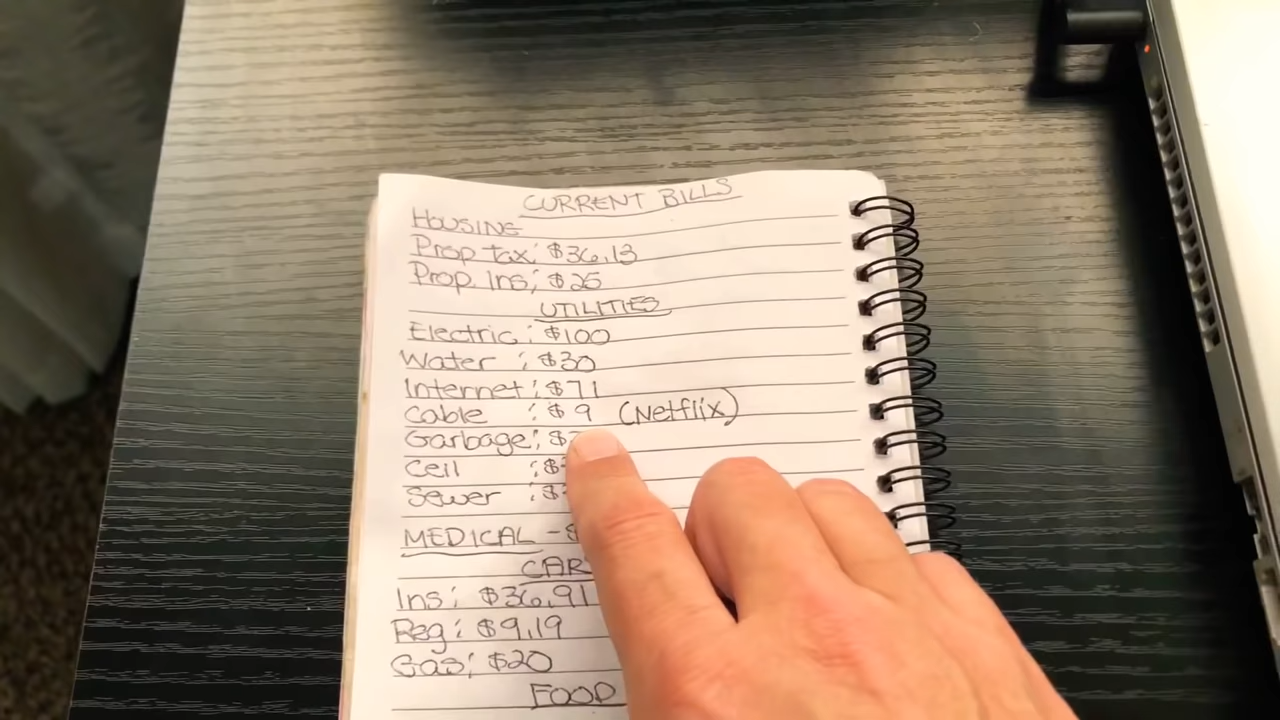 CURRENT BILLS
HOUSING
Prop tax: $36.13
Prop Ins: $25
UTILITIES
Electric: $100
Water : $30
Internet: $71
Cable : $9 (Netflix)
Garbage: $
Cell : $
Sewer : $
MEDICAL - $
CAR
Ins: $36.91
Reg: $9.19
Gas: $20
FOOD